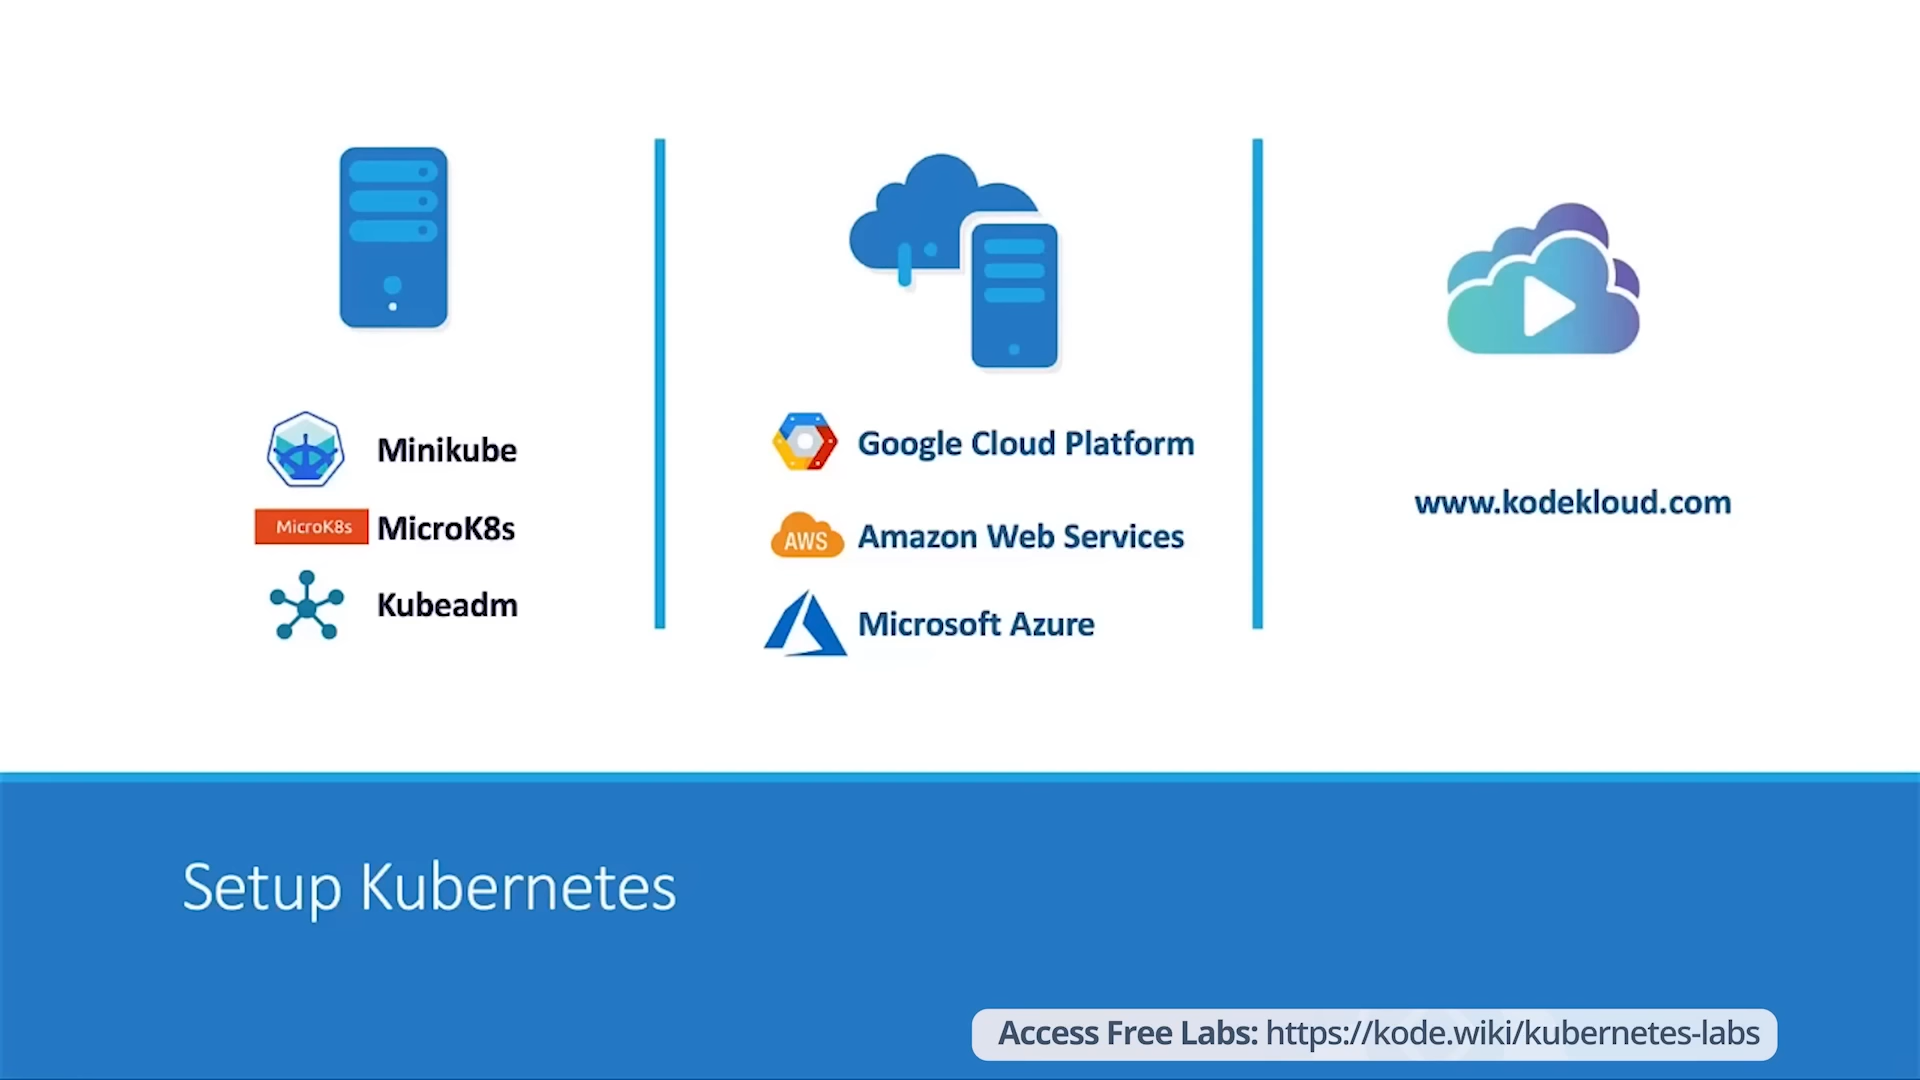 Minikube
MicroK8s
MicroK8s
Kubeadm
Google Cloud Platform
AWS
Amazon Web Services
Microsoft Azure
www.kodekloud.com
Setup Kubernetes
Access Free Labs: https://kode.wiki/kubernetes-labs